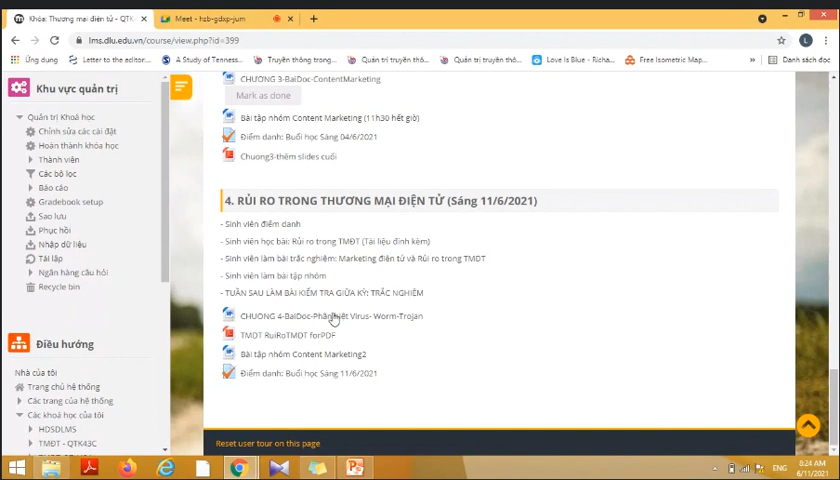 Khóa: Thương mại điện tử - QTK
Meet - hzb-gdxp-jum
lms.dlu.edu.vn/course/view.php?id=399
L
Ứng dụng
Letter to the editor:...
A Study of Tenness...
Truyền thông trong...
Quản trị truyền thô...
Quản trị truyền thô...
Love Is Blue - Richa...
Free Isometric Map...
»
Danh sách đọc
Khu vực quản trị
Quản trị Khoá học
Chỉnh sửa các cài đặt
Hoàn thành khóa học
Thành viên
Các bộ lọc
Báo cáo
Gradebook setup
Sao lưu
Phục hồi
Nhập dữ liệu
Tái lập
Ngân hàng câu hỏi
Recycle bin
Điều hướng
Nhà của tôi
Trang chủ hệ thống
Các trang của hệ thống
Các khoá học của tôi
HDSDLMS
TMĐT - QTK43C
CHƯƠNG 3-BaiDoc-ContentMarketing
Mark as done
Bài tập nhóm Content Marketing (11h30 hết giờ)
Điểm danh: Buổi học Sáng 04/6/2021
Chuong3-thêm slides cuối
4. RỦI RO TRONG THƯƠNG MẠI ĐIỆN TỬ (Sáng 11/6/2021)
- Sinh viên điểm danh
- Sinh viên học bài: Rủi ro trong TMĐT (Tài liệu đính kèm)
- Sinh viên làm bài trắc nghiệm: Marketing điện tử và Rủi ro trong TMĐT
- Sinh viên làm bài tập nhóm
- TUẦN SAU LÀM BÀI KIỂM TRA GIỮA KỲ: TRẮC NGHIỆM
CHUONG 4-BaiDoc-Phân biệt Virus- Worm-Trojan
TMDT RuiRoTMDT forPDF
Bài tập nhóm Content Marketing2
Điểm danh: Buổi học Sáng 11/6/2021
Reset user tour on this page
ENG
8:24 AM
6/11/2021